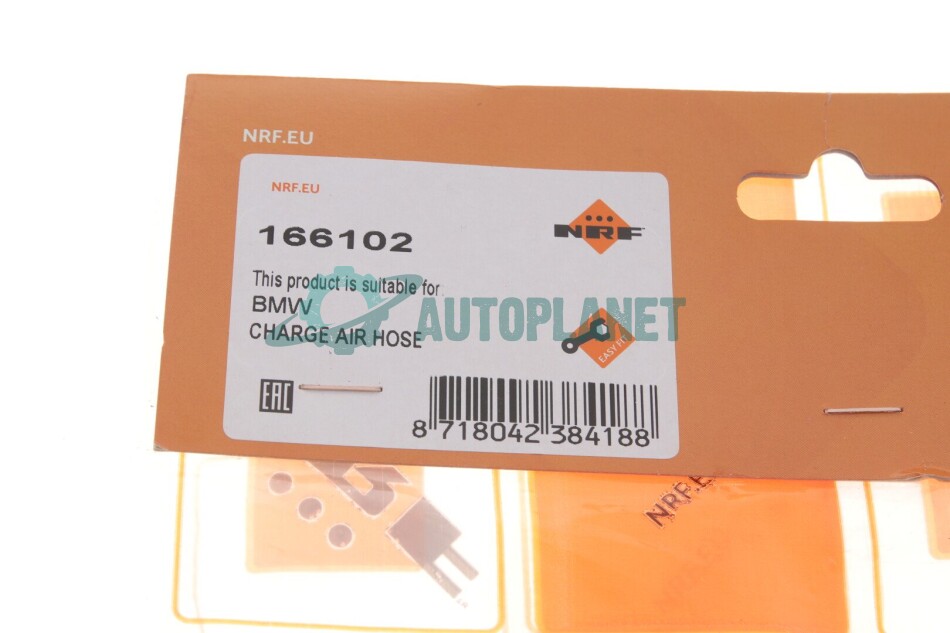 NRF.EU
NRF.EU
166102
NRF
This product is suitable for
BMW
CHARGE AIR HOSE
AUTOPLANET
EASY FIT
EAC
8 718042 384188
NRF.E